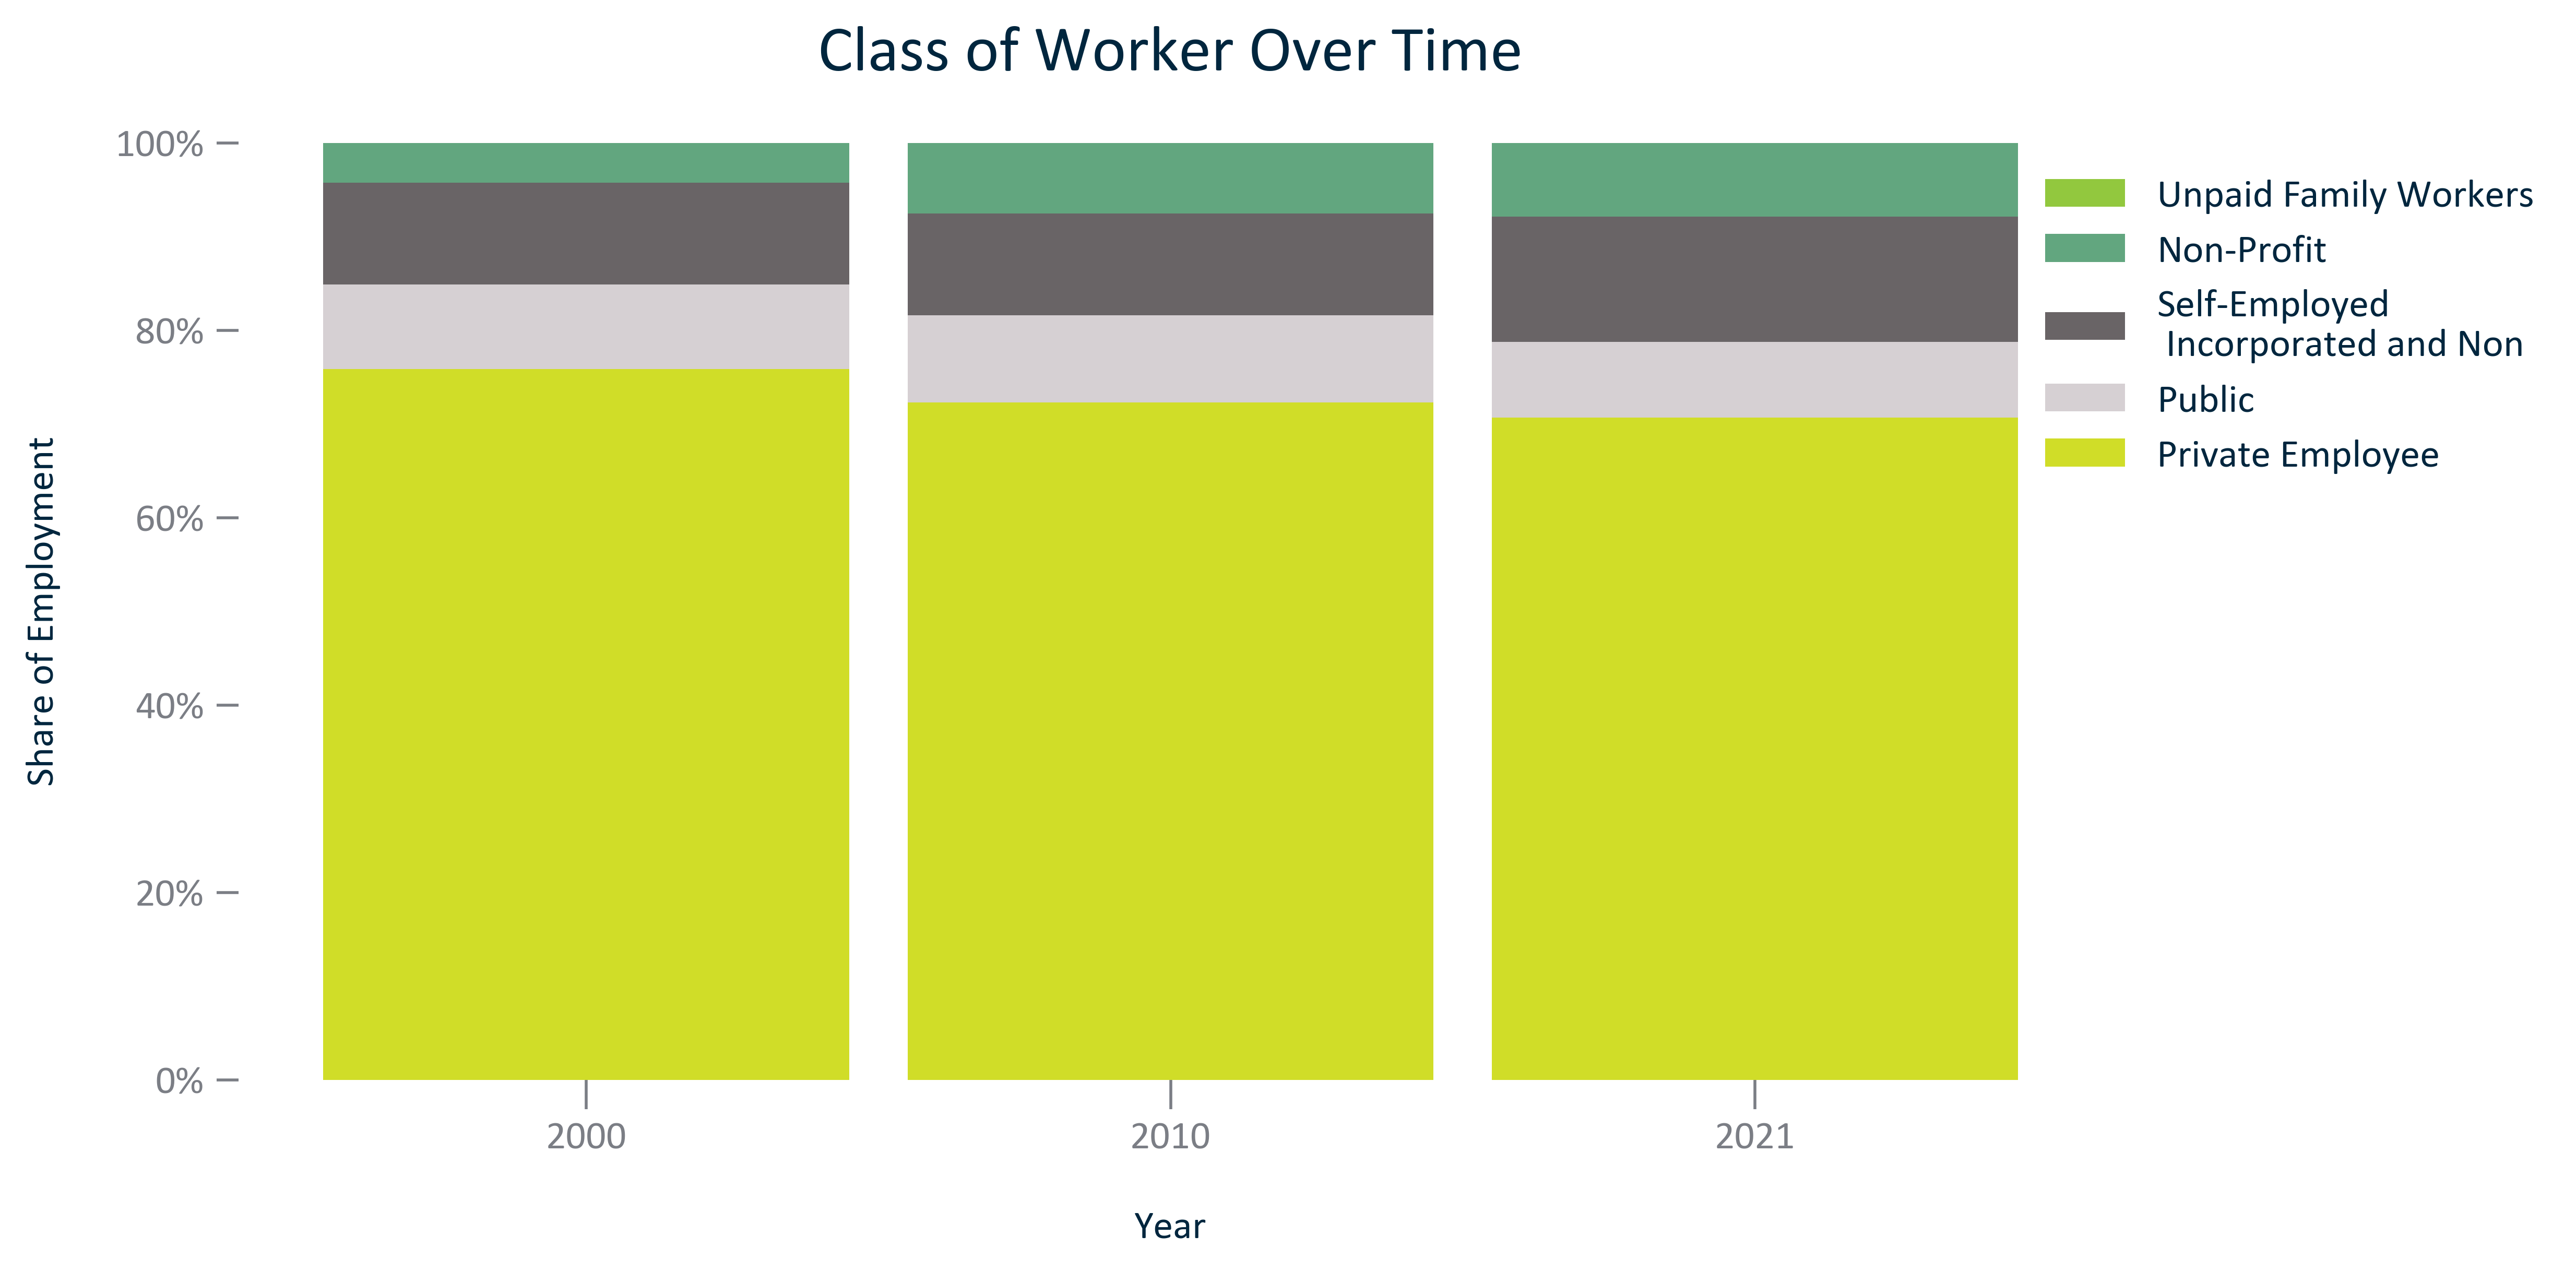 Class of Worker Over Time
100%
80%
60%
40%
20%
0%
Share of Employment
2000
2010
2021
Year
Unpaid Family Workers
Non-Profit
Self-Employed
Incorporated and Non
Public
Private Employee